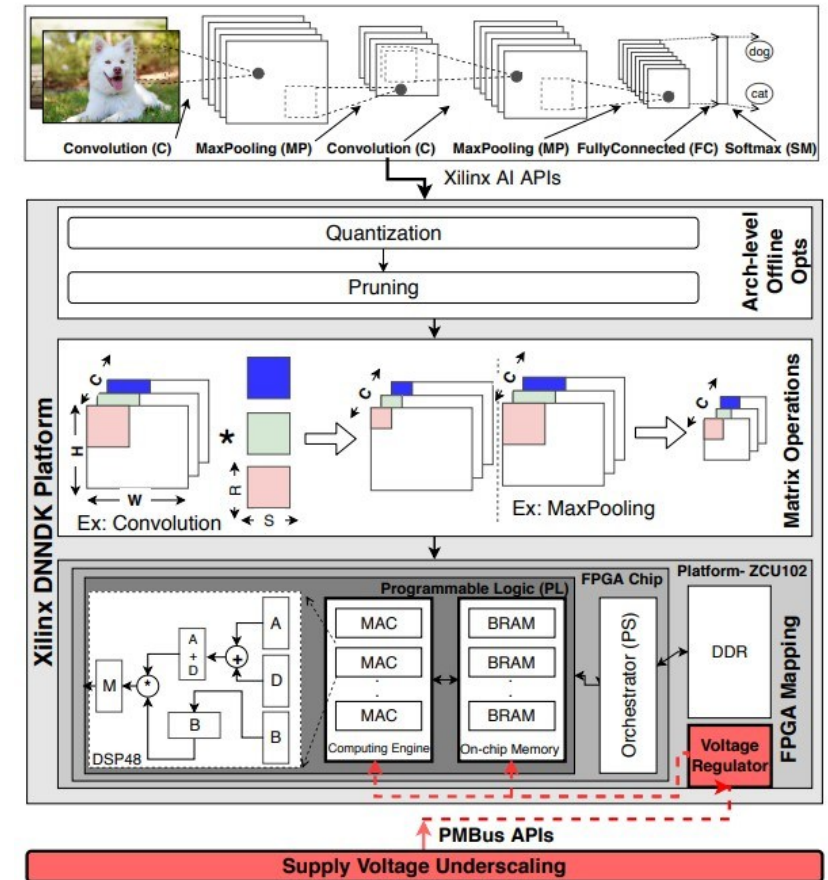 dog
cat
Convolution (C)
MaxPooling (MP)
Convolution (C)
MaxPooling (MP)
FullyConnected (FC)
Softmax (SM)
Xilinx AI APIs
Xilinx DNNDK Platform
Quantization
Pruning
Arch-level
Offline
Opts
C
H
W
*
R
S
C
C
C
Ex: Convolution
Ex: MaxPooling
Matrix Operations
Programmable Logic (PL)
FPGA Chip
Platform- ZCU102
A
D
B
A
+
D
+
*
M
B
DSP48
MAC
MAC
.
.
MAC
Computing Engine
BRAM
BRAM
.
.
BRAM
On-chip Memory
Orchestrator (PS)
DDR
Voltage
Regulator
FPGA Mapping
PMBus APIs
Supply Voltage Underscaling